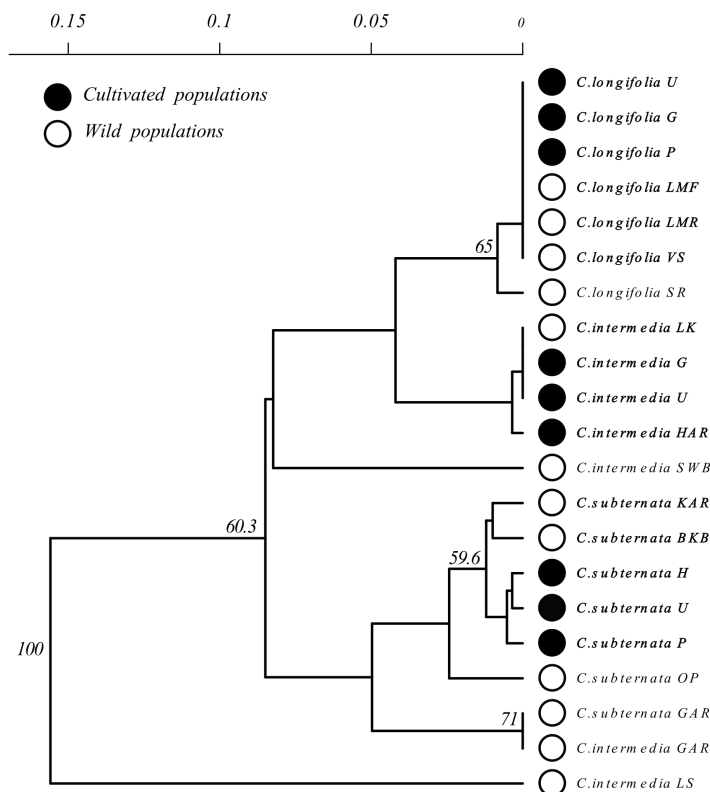 0.15 0.1 0.05 0
Cultivated populations
Wild populations
C.longifolia U
C.longifolia G
C.longifolia P
C.longifolia LMF
C.longifolia LMR
65 C.longifolia VS
C.longifolia SR
C.intermedia LK
C.intermedia G
C.intermedia U
C.intermedia HAR
C.intermedia SWB
C.subternata KAR
60.3 C.subternata BKB
59.6 C.subternata H
C.subternata U
100 C.subternata P
C.subternata OP
71 C.subternata GAR
C.intermedia GAR
C.intermedia LS